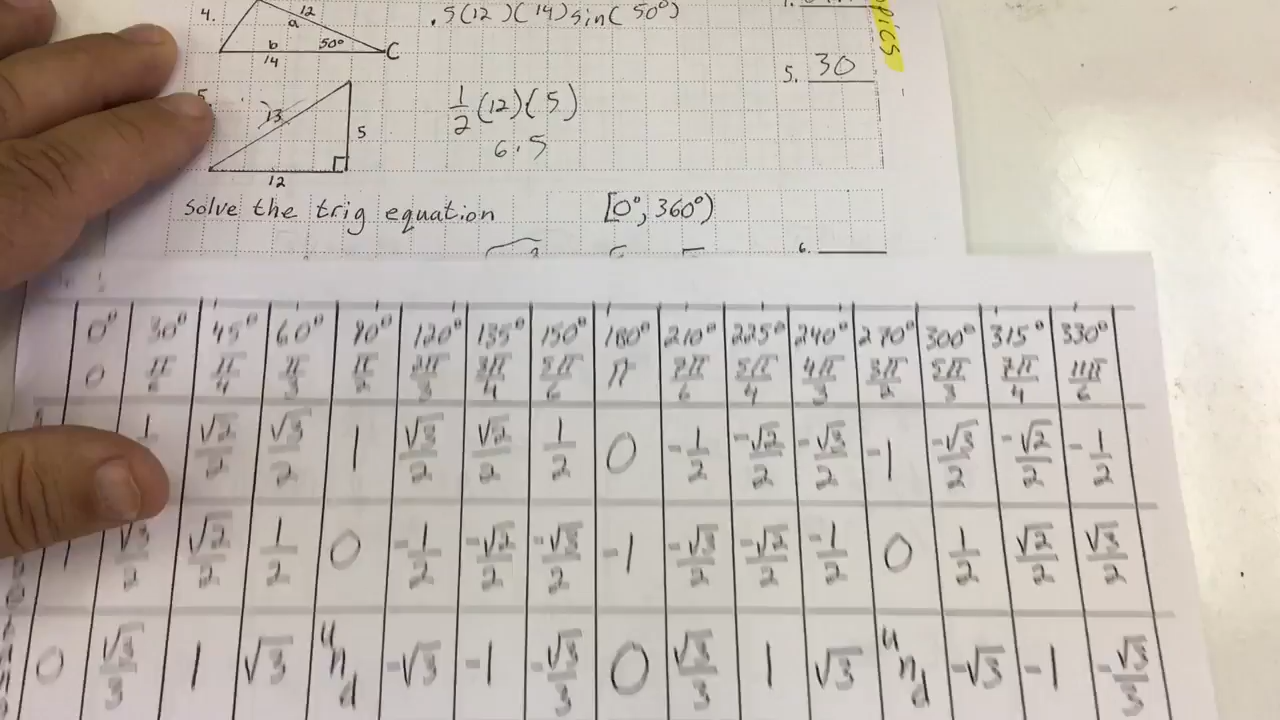 4. 12 .5(12)(14)sin(50°) opics
a
b 50° C
14
5. 30
13 5 1/2(12)(5)
6.5
12
Solve the trig equation [0°, 360°)
6.
0° 30° 45° 60° 90° 120° 135° 150° 180° 210° 225° 240° 270° 300° 315° 330°
0 π/4 π/3 π/2 3π/4 5π/6 π 7π/6 5π/4 4π/3 3π/2 5π/3 7π/4 11π/6
√2/2 √3/2 1 √3/2 √2/2 1/2 0 -1/2 -√2/2 -√3/2 -1 -√3/2 -√2/2 -1/2
√3/2 √2/2 1/2 0 -1/2 -√2/2 -√3/2 -1 -√3/2 -√2/2 -1/2 0 1/2 √2/2 √3/2
0 √3/3 1 √3 und -√3 -1 -√3/3 0 √3/3 1 √3 und -√3 -1 -√3/3